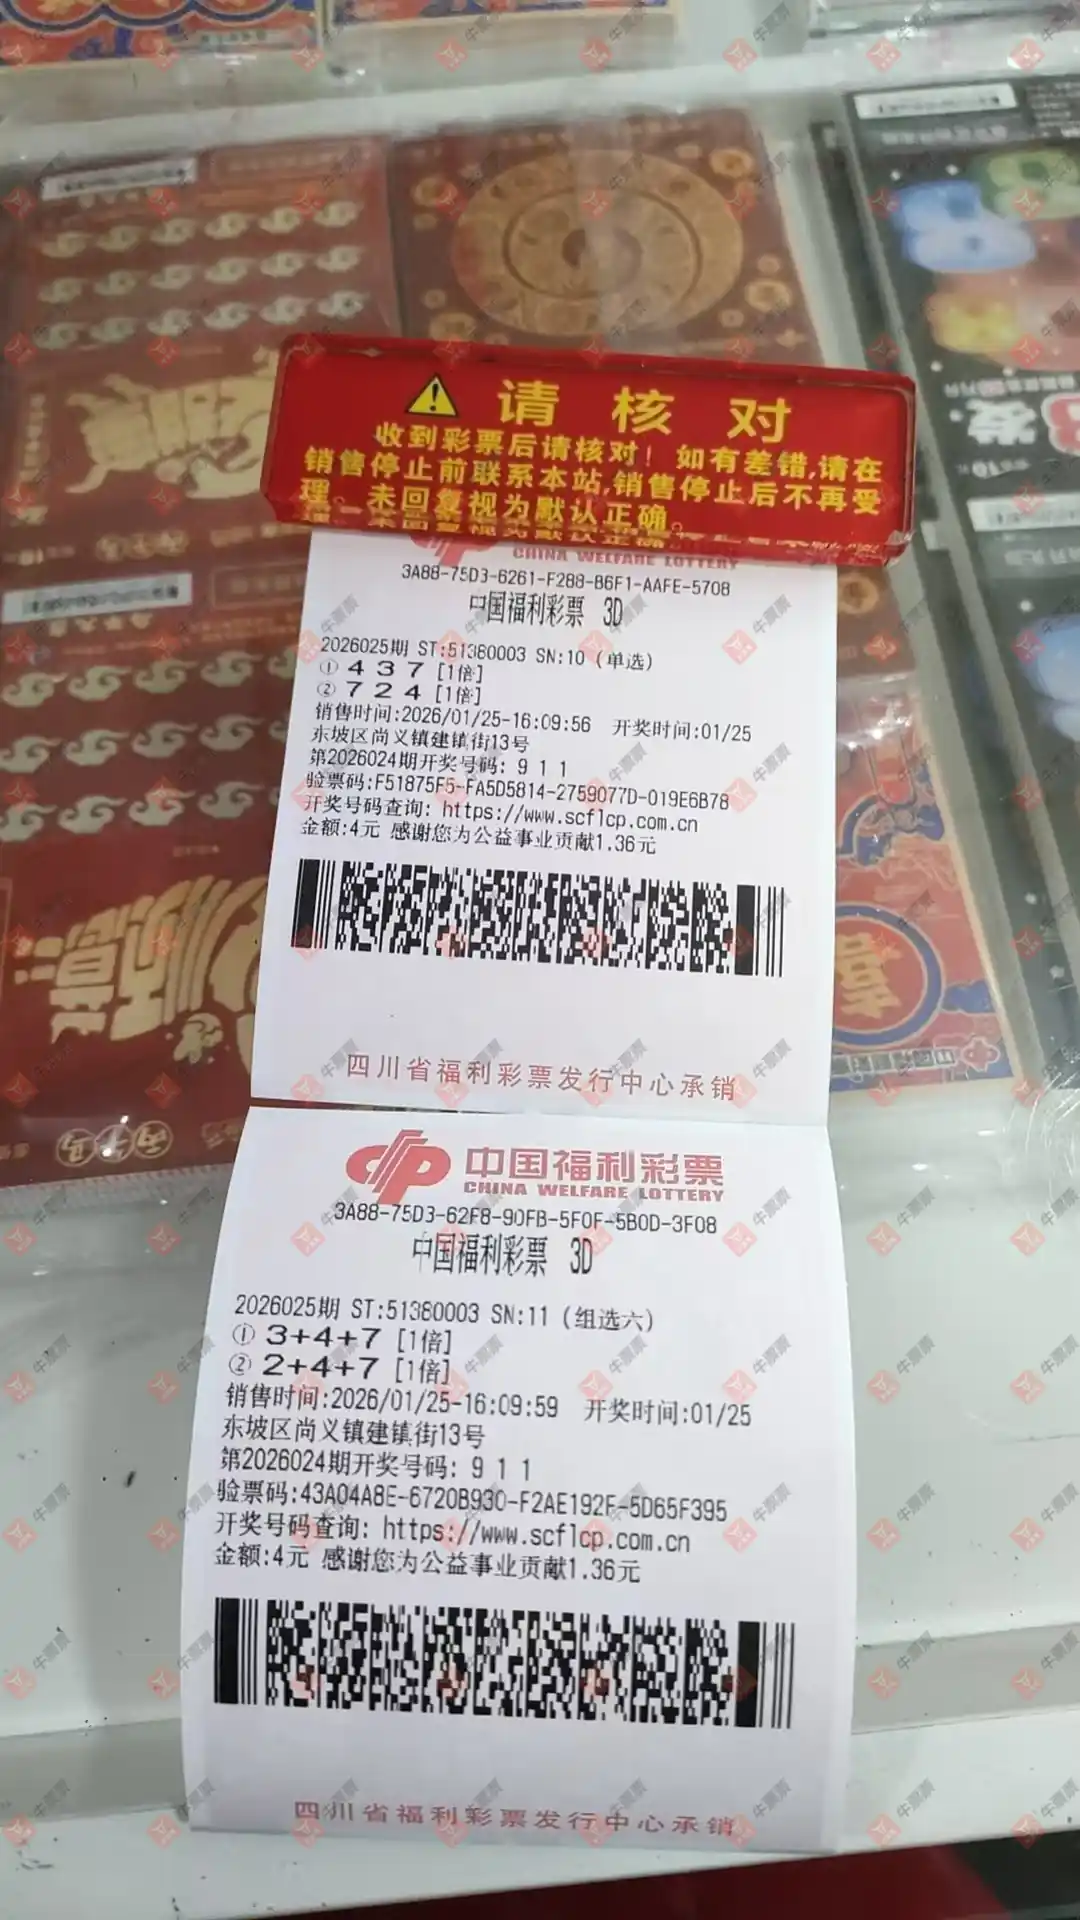 请核对
收到彩票后请核对！如有差错,请在
销售停止前联系本站,销售停止后不再受
理。未回复视为默认正确。
CHINA WELFARE LOTTERY
3A88-75D3-6261-F288-B6F1-AAFE-5708
中国福利彩票 3D
2026025期 ST:51380003 SN:10 (单选)
① 4 3 7 [1倍]
② 7 2 4 [1倍]
销售时间:2026/01/25-16:09:56 开奖时间:01/25
东坡区尚义镇建镇街13号
第2026024期开奖号码: 9 1 1
验票码:F51875F5-FA5D5814-2759077D-019E6B78
开奖号码查询: https://www.scflcp.com.cn
金额:4元 感谢您为公益事业贡献1.36元
四川省福利彩票发行中心承销
中国福利彩票
CHINA WELFARE LOTTERY
3A88-75D3-62F8-90FB-5F0F-5B0D-3F08
中国福利彩票 3D
2026025期 ST:51380003 SN:11 (组选六)
① 3+4+7 [1倍]
② 2+4+7 [1倍]
销售时间:2026/01/25-16:09:59 开奖时间:01/25
东坡区尚义镇建镇街13号
第2026024期开奖号码: 9 1 1
验票码:43A04A8E-6720B930-F2AE192F-5D65F395
开奖号码查询: https://www.scflcp.com.cn
金额:4元 感谢您为公益事业贡献1.36元
四川省福利彩票发行中心承销
牛票票